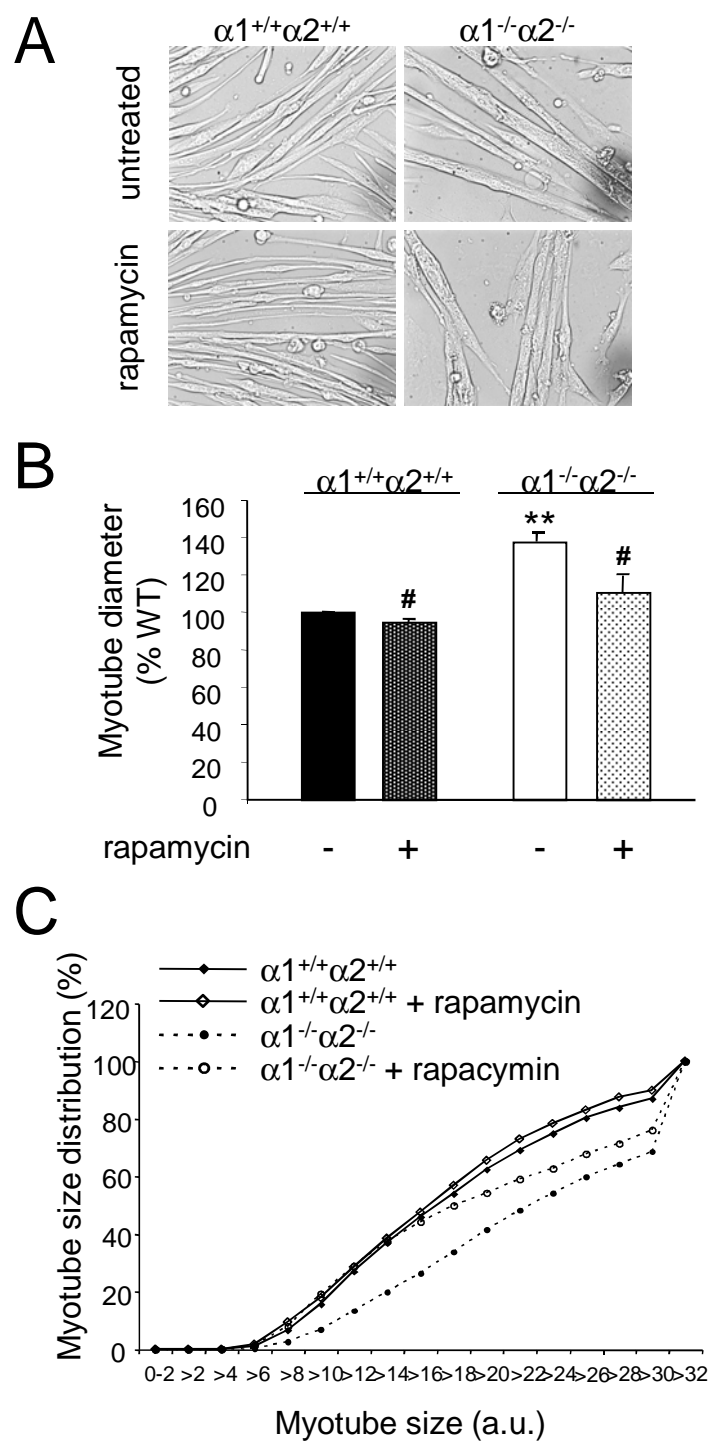 A
α1+/+α2+/+ α1-/-α2-/-
untreated
rapamycin
B
α1+/+α2+/+ α1-/-α2-/-
Myotube diameter
(% WT)
160
140
120
100
80
60
40
20
0
**
#
#
rapamycin - + - +
C
α1+/+α2+/+
α1+/+α2+/+ + rapamycin
α1-/-α2-/-
α1-/-α2-/- + rapacymin
Myotube size distribution (%)
120
100
80
60
40
20
0
0-2 >2 >4 >6 >8 >10 >12 >14 >16 >18 >20 >22 >24 >26 >28 >30 >32
Myotube size (a.u.)